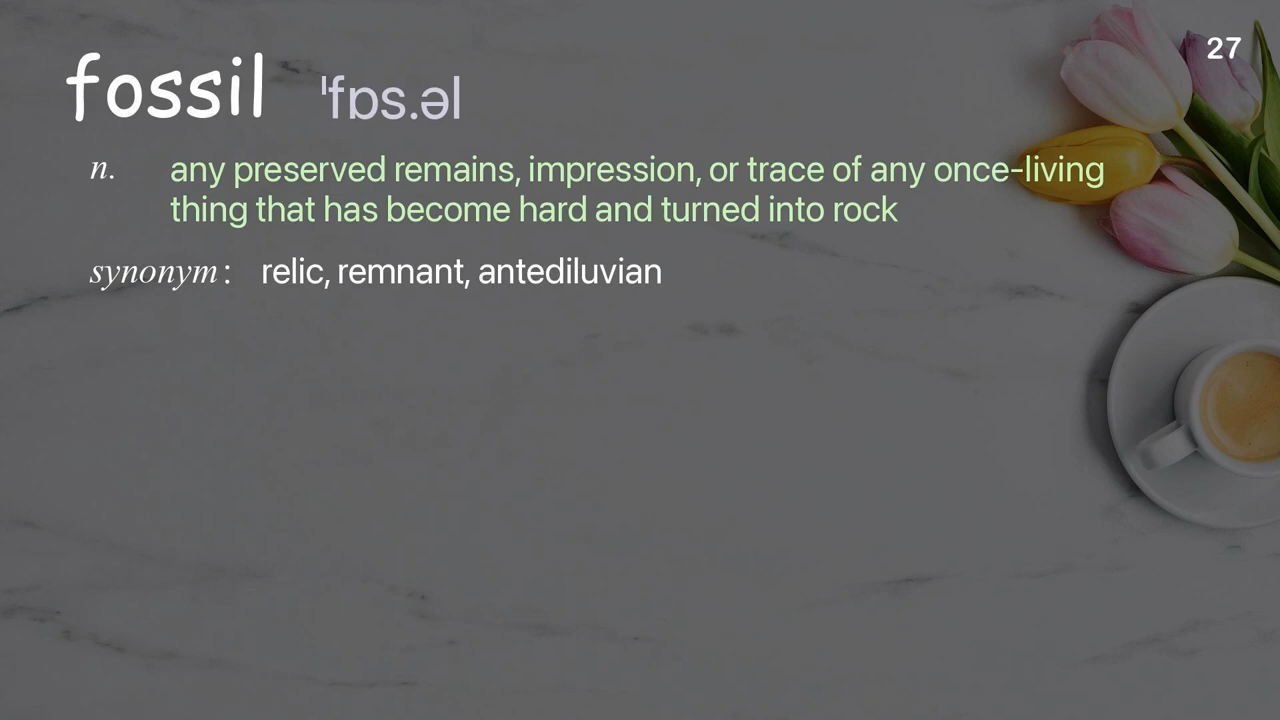 27
fossil ˈfɒs.əl
n. any preserved remains, impression, or trace of any once-living
thing that has become hard and turned into rock
synonym: relic, remnant, antediluvian